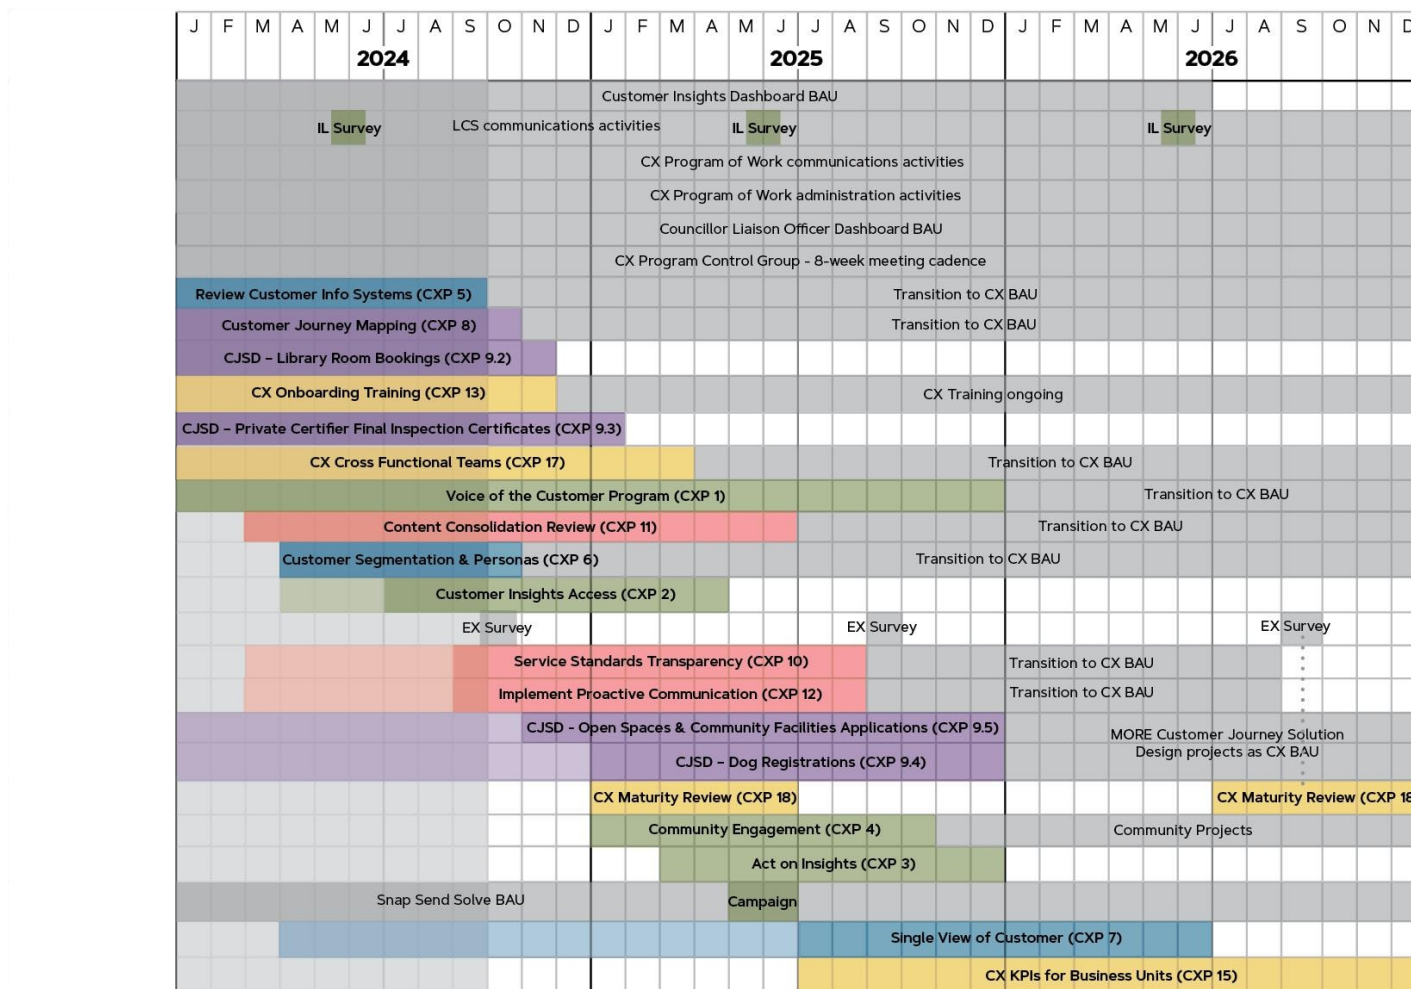 J F M A M J J A S O N D J F M A M J J A S O N D J F M A M J J A S O N D
2024 2025 2026
Customer Insights Dashboard BAU
IL Survey LCS communications activities IL Survey IL Survey
CX Program of Work communications activities
CX Program of Work administration activities
Councillor Liaison Officer Dashboard BAU
CX Program Control Group - 8-week meeting cadence
Review Customer Info Systems (CXP 5) Transition to CX BAU
Customer Journey Mapping (CXP 8) Transition to CX BAU
CJSD – Library Room Bookings (CXP 9.2)
CX Onboarding Training (CXP 13) CX Training ongoing
CJSD – Private Certifier Final Inspection Certificates (CXP 9.3)
CX Cross Functional Teams (CXP 17) Transition to CX BAU
Voice of the Customer Program (CXP 1) Transition to CX BAU
Content Consolidation Review (CXP 11) Transition to CX BAU
Customer Segmentation & Personas (CXP 6) Transition to CX BAU
Customer Insights Access (CXP 2)
EX Survey EX Survey EX Survey
Service Standards Transparency (CXP 10) Transition to CX BAU
Implement Proactive Communication (CXP 12) Transition to CX BAU
CJSD - Open Spaces & Community Facilities Applications (CXP 9.5)
MORE Customer Journey Solution
Design projects as CX BAU
CJSD – Dog Registrations (CXP 9.4)
CX Maturity Review (CXP 18) CX Maturity Review (CXP 18
Community Engagement (CXP 4) Community Projects
Act on Insights (CXP 3)
Snap Send Solve BAU Campaign
Single View of Customer (CXP 7)
CX KPIs for Business Units (CXP 15)